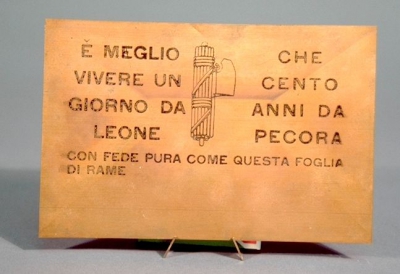 È MEGLIO
VIVERE UN
GIORNO DA
LEONE
CHE
CENTO
ANNI DA
PECORA
CON FEDE PURA COME QUESTA FOGLIA
DI RAME